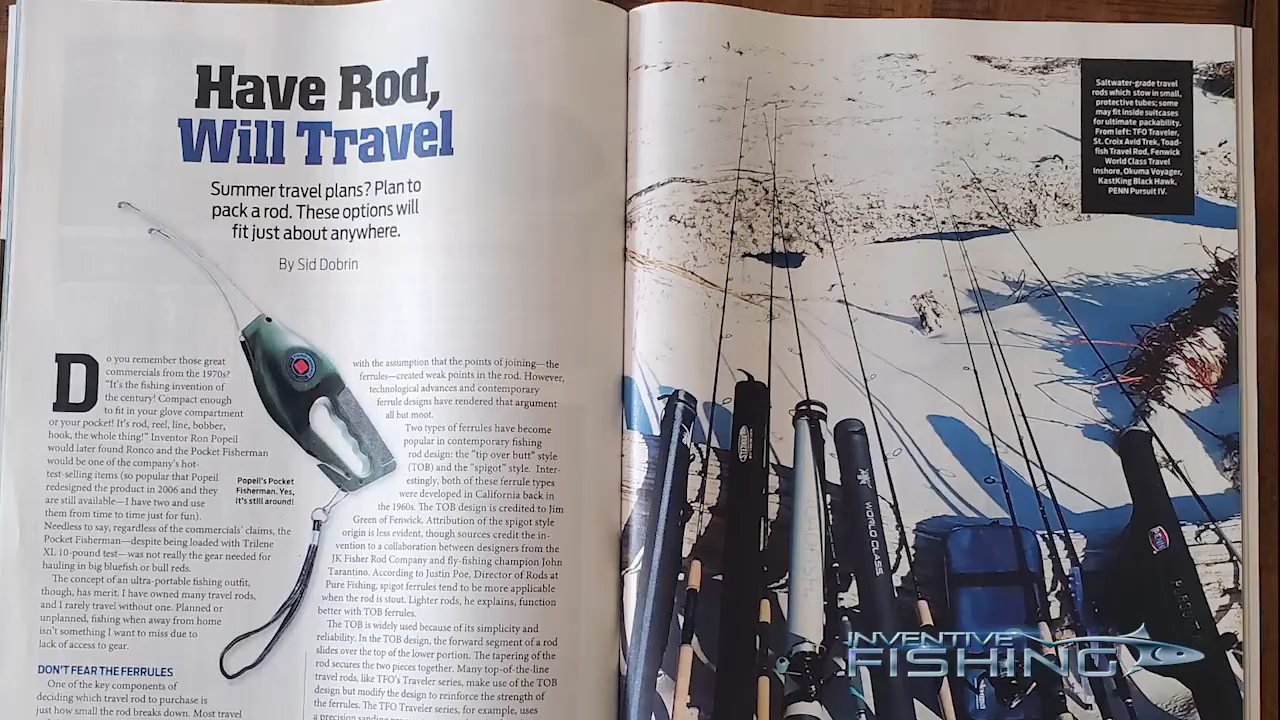 Have Rod,
Will Travel
Summer travel plans? Plan to
pack a rod. These options will
fit just about anywhere.
By Sid Dobrin
Do you remember those great
commercials from the 1970s?
"It's the fishing invention of
the century! Compact enough
to fit in your glove compartment
or your pocket! It's rod, reel, line, bobber,
hook, the whole thing!" Inventor Ron Popeil
would later found Ronco and the Pocket Fisherman
would be one of the company's hot-
test-selling items (so popular that Popeil
redesigned the product in 2006 and they
are still available—I have two and use
them from time to time just for fun).
Needless to say, regardless of the commercials' claims, the
Pocket Fisherman—despite being loaded with Trilene
XL 10-pound test—was not really the gear needed for
hauling in big bluefish or bull reds.
The concept of an ultra-portable fishing outfit,
though, has merit. I have owned many travel rods,
and I rarely travel without one. Planned or
unplanned, fishing when away from home
isn't something I want to miss due to
lack of access to gear.
DON'T FEAR THE FERRULES
One of the key components of
deciding which travel rod to purchase is
just how small the rod breaks down. Most travel
Popeil's Pocket
Fisherman. Yes,
it's still around!
with the assumption that the points of joining—the
ferrules—created weak points in the rod. However,
technological advances and contemporary
ferrule designs have rendered that argument
all but moot.
Two types of ferrules have become
popular in contemporary fishing
rod design: the "tip over butt" style
(TOB) and the "spigot" style. Inter-
estingly, both of these ferrule types
were developed in California back in
the 1960s. The TOB design is credited to Jim
Green of Fenwick. Attribution of the spigot style
origin is less evident, though sources credit the in-
vention to a collaboration between designers from the
JK Fisher Rod Company and fly-fishing champion John
Tarantino. According to Justin Poe, Director of Rods at
Pure Fishing, spigot ferrules tend to be more applicable
when the rod is stout. Lighter rods, he explains, function
better with TOB ferrules.
The TOB is widely used because of its simplicity and
reliability. In the TOB design, the forward segment of a rod
slides over the top of the lower portion. The tapering of the
rod secures the two pieces together. Many top-of-the-line
travel rods, like TFO's Traveler series, make use of the TOB
design but modify the design to reinforce the strength of
the ferrules. The TFO Traveler series, for example, uses
a precision sanding
Saltwater-grade travel
rods which stow in small,
protective tubes; some
may fit inside suitcases
for ultimate packability.
From left: TFO Traveler,
St. Croix Avid Trek, Toad-
fish Travel Rod, Fenwick
World Class Travel
Inshore, Okuma Voyager,
KastKing Black Hawk,
PENN Pursuit IV.
WORLD CLASS
INVENTIVE
FISHING